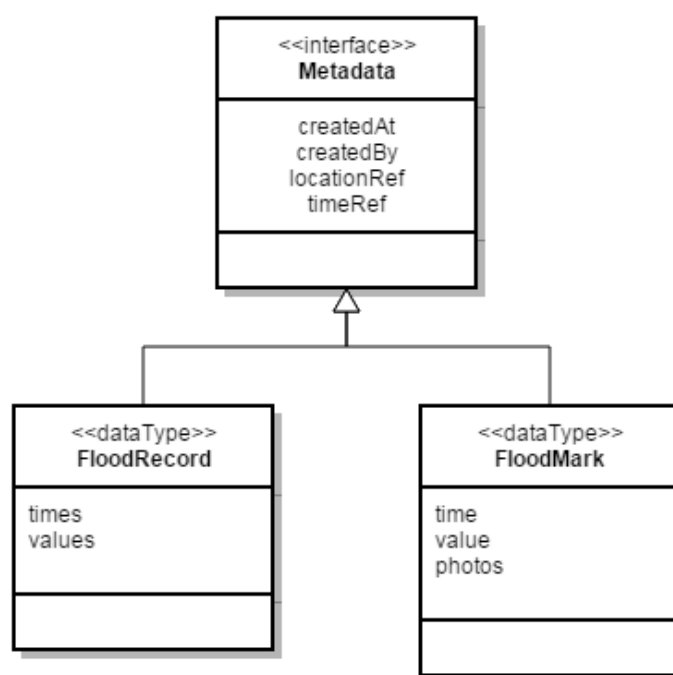 <<interface>>
Metadata
createdAt
createdBy
locationRef
timeRef
<<dataType>>
FloodRecord
times
values
<<dataType>>
FloodMark
time
value
photos